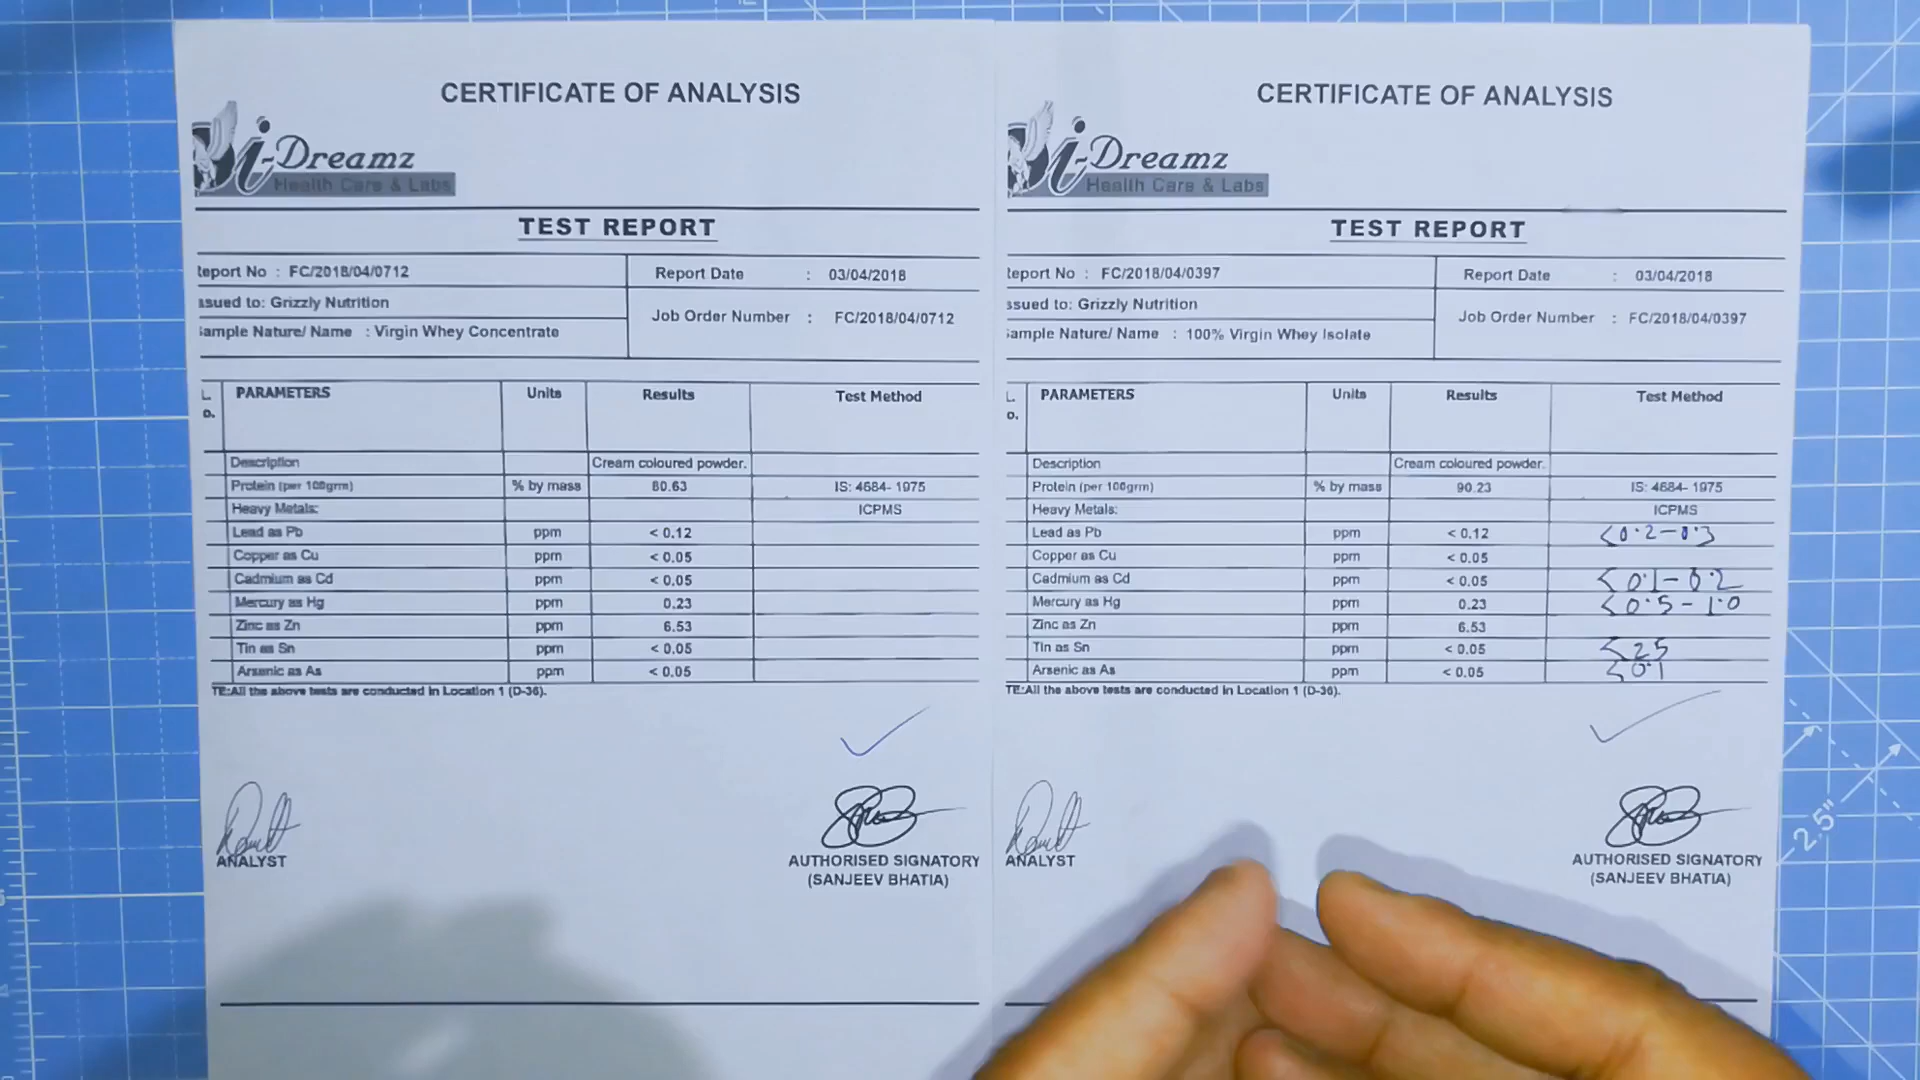 CERTIFICATE OF ANALYSIS
i-Dreamz
Health Care & Labs
TEST REPORT
Report No : FC/2018/04/0712
Report Date : 03/04/2018
ssued to: Grizzly Nutrition
Job Order Number : FC/2018/04/0712
ample Nature/ Name : Virgin Whey Concentrate
L. PARAMETERS Units Results Test Method
o.
Description Cream coloured powder.
Protein (per 100grm) % by mass 80.63 IS: 4684- 1975
Heavy Metals: ICPMS
Lead as Pb ppm < 0.12
Copper as Cu ppm < 0.05
Cadmium as Cd ppm < 0.05
Mercury as Hg ppm 0.23
Zinc as Zn ppm 6.53
Tin as Sn ppm < 0.05
Arsenic as As ppm < 0.05
TE:All the above tests are conducted in Location 1 (D-36).
ANALYST
AUTHORISED SIGNATORY
(SANJEEV BHATIA)
CERTIFICATE OF ANALYSIS
i-Dreamz
Health Care & Labs
TEST REPORT
Report No : FC/2018/04/0397
Report Date : 03/04/2018
ssued to: Grizzly Nutrition
Job Order Number : FC/2018/04/0397
ample Nature/ Name : 100% Virgin Whey Isolate
L. PARAMETERS Units Results Test Method
o.
Description Cream coloured powder.
Protein (per 100grm) % by mass 90.23 IS: 4684- 1975
Heavy Metals: ICPMS
Lead as Pb ppm < 0.12 <0.2-0.3
Copper as Cu ppm < 0.05
Cadmium as Cd ppm < 0.05 <0.1-0.2
Mercury as Hg ppm 0.23 <0.5-1.0
Zinc as Zn ppm 6.53
Tin as Sn ppm < 0.05 <25
Arsenic as As ppm < 0.05 <0.1
TE:All the above tests are conducted in Location 1 (D-36).
ANALYST
AUTHORISED SIGNATORY
(SANJEEV BHATIA)
2.5"